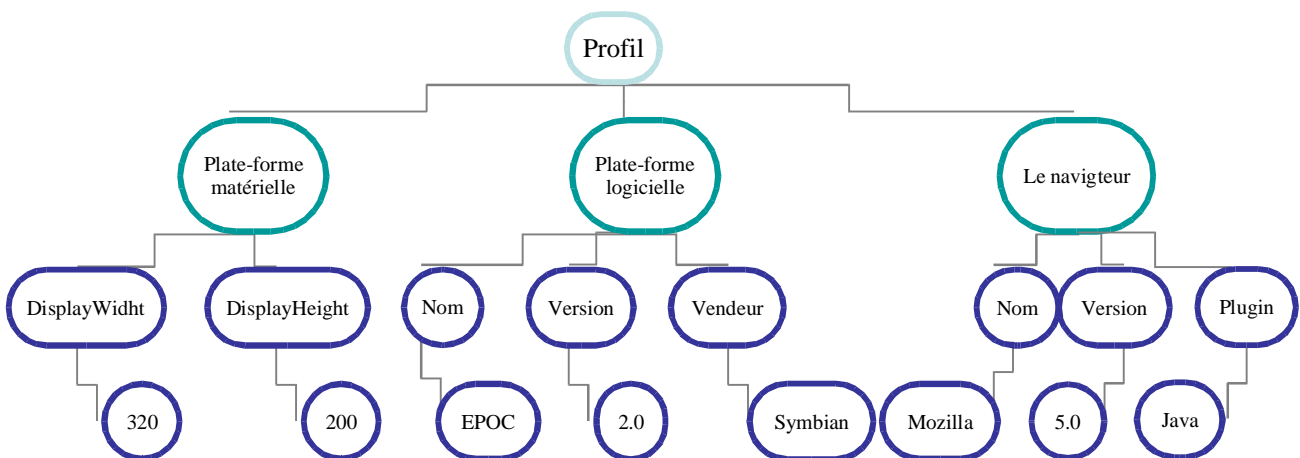 Profil
Plate-forme
matérielle
Plate-forme
logicielle
Le navigteur
DisplayWidht
DisplayHeight
Nom
Version
Vendeur
Nom
Version
Plugin
320
200
EPOC
2.0
Symbian
Mozilla
5.0
Java